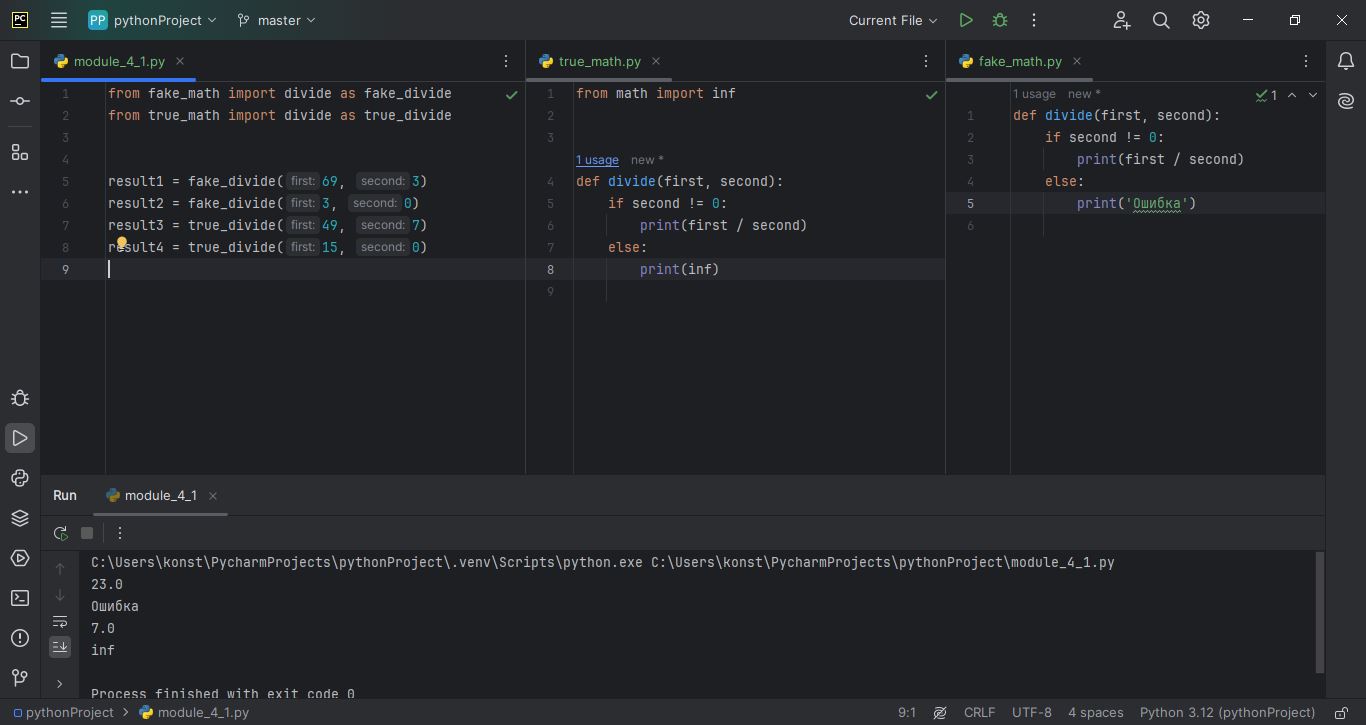 PC PP pythonProject master Current File
module_4_1.py
1 from fake_math import divide as fake_divide
2 from true_math import divide as true_divide
3
4
5 result1 = fake_divide( first: 69, second: 3)
6 result2 = fake_divide( first: 3, second: 0)
7 result3 = true_divide( first: 49, second: 7)
8 result4 = true_divide( first: 15, second: 0)
9
true_math.py
1 from math import inf
2
3
1 usage new *
4 def divide(first, second):
5 if second != 0:
6 print(first / second)
7 else:
8 print(inf)
9
fake_math.py
1 usage new * 1
1 def divide(first, second):
2 if second != 0:
3 print(first / second)
4 else:
5 print('Ошибка')
6
Run module_4_1
C:\Users\konst\PycharmProjects\pythonProject\.venv\Scripts\python.exe C:\Users\konst\PycharmProjects\pythonProject\module_4_1.py
23.0
Ошибка
7.0
inf
Process finished with exit code 0
pythonProject > module_4_1.py 9:1 CRLF UTF-8 4 spaces Python 3.12 (pythonProject)